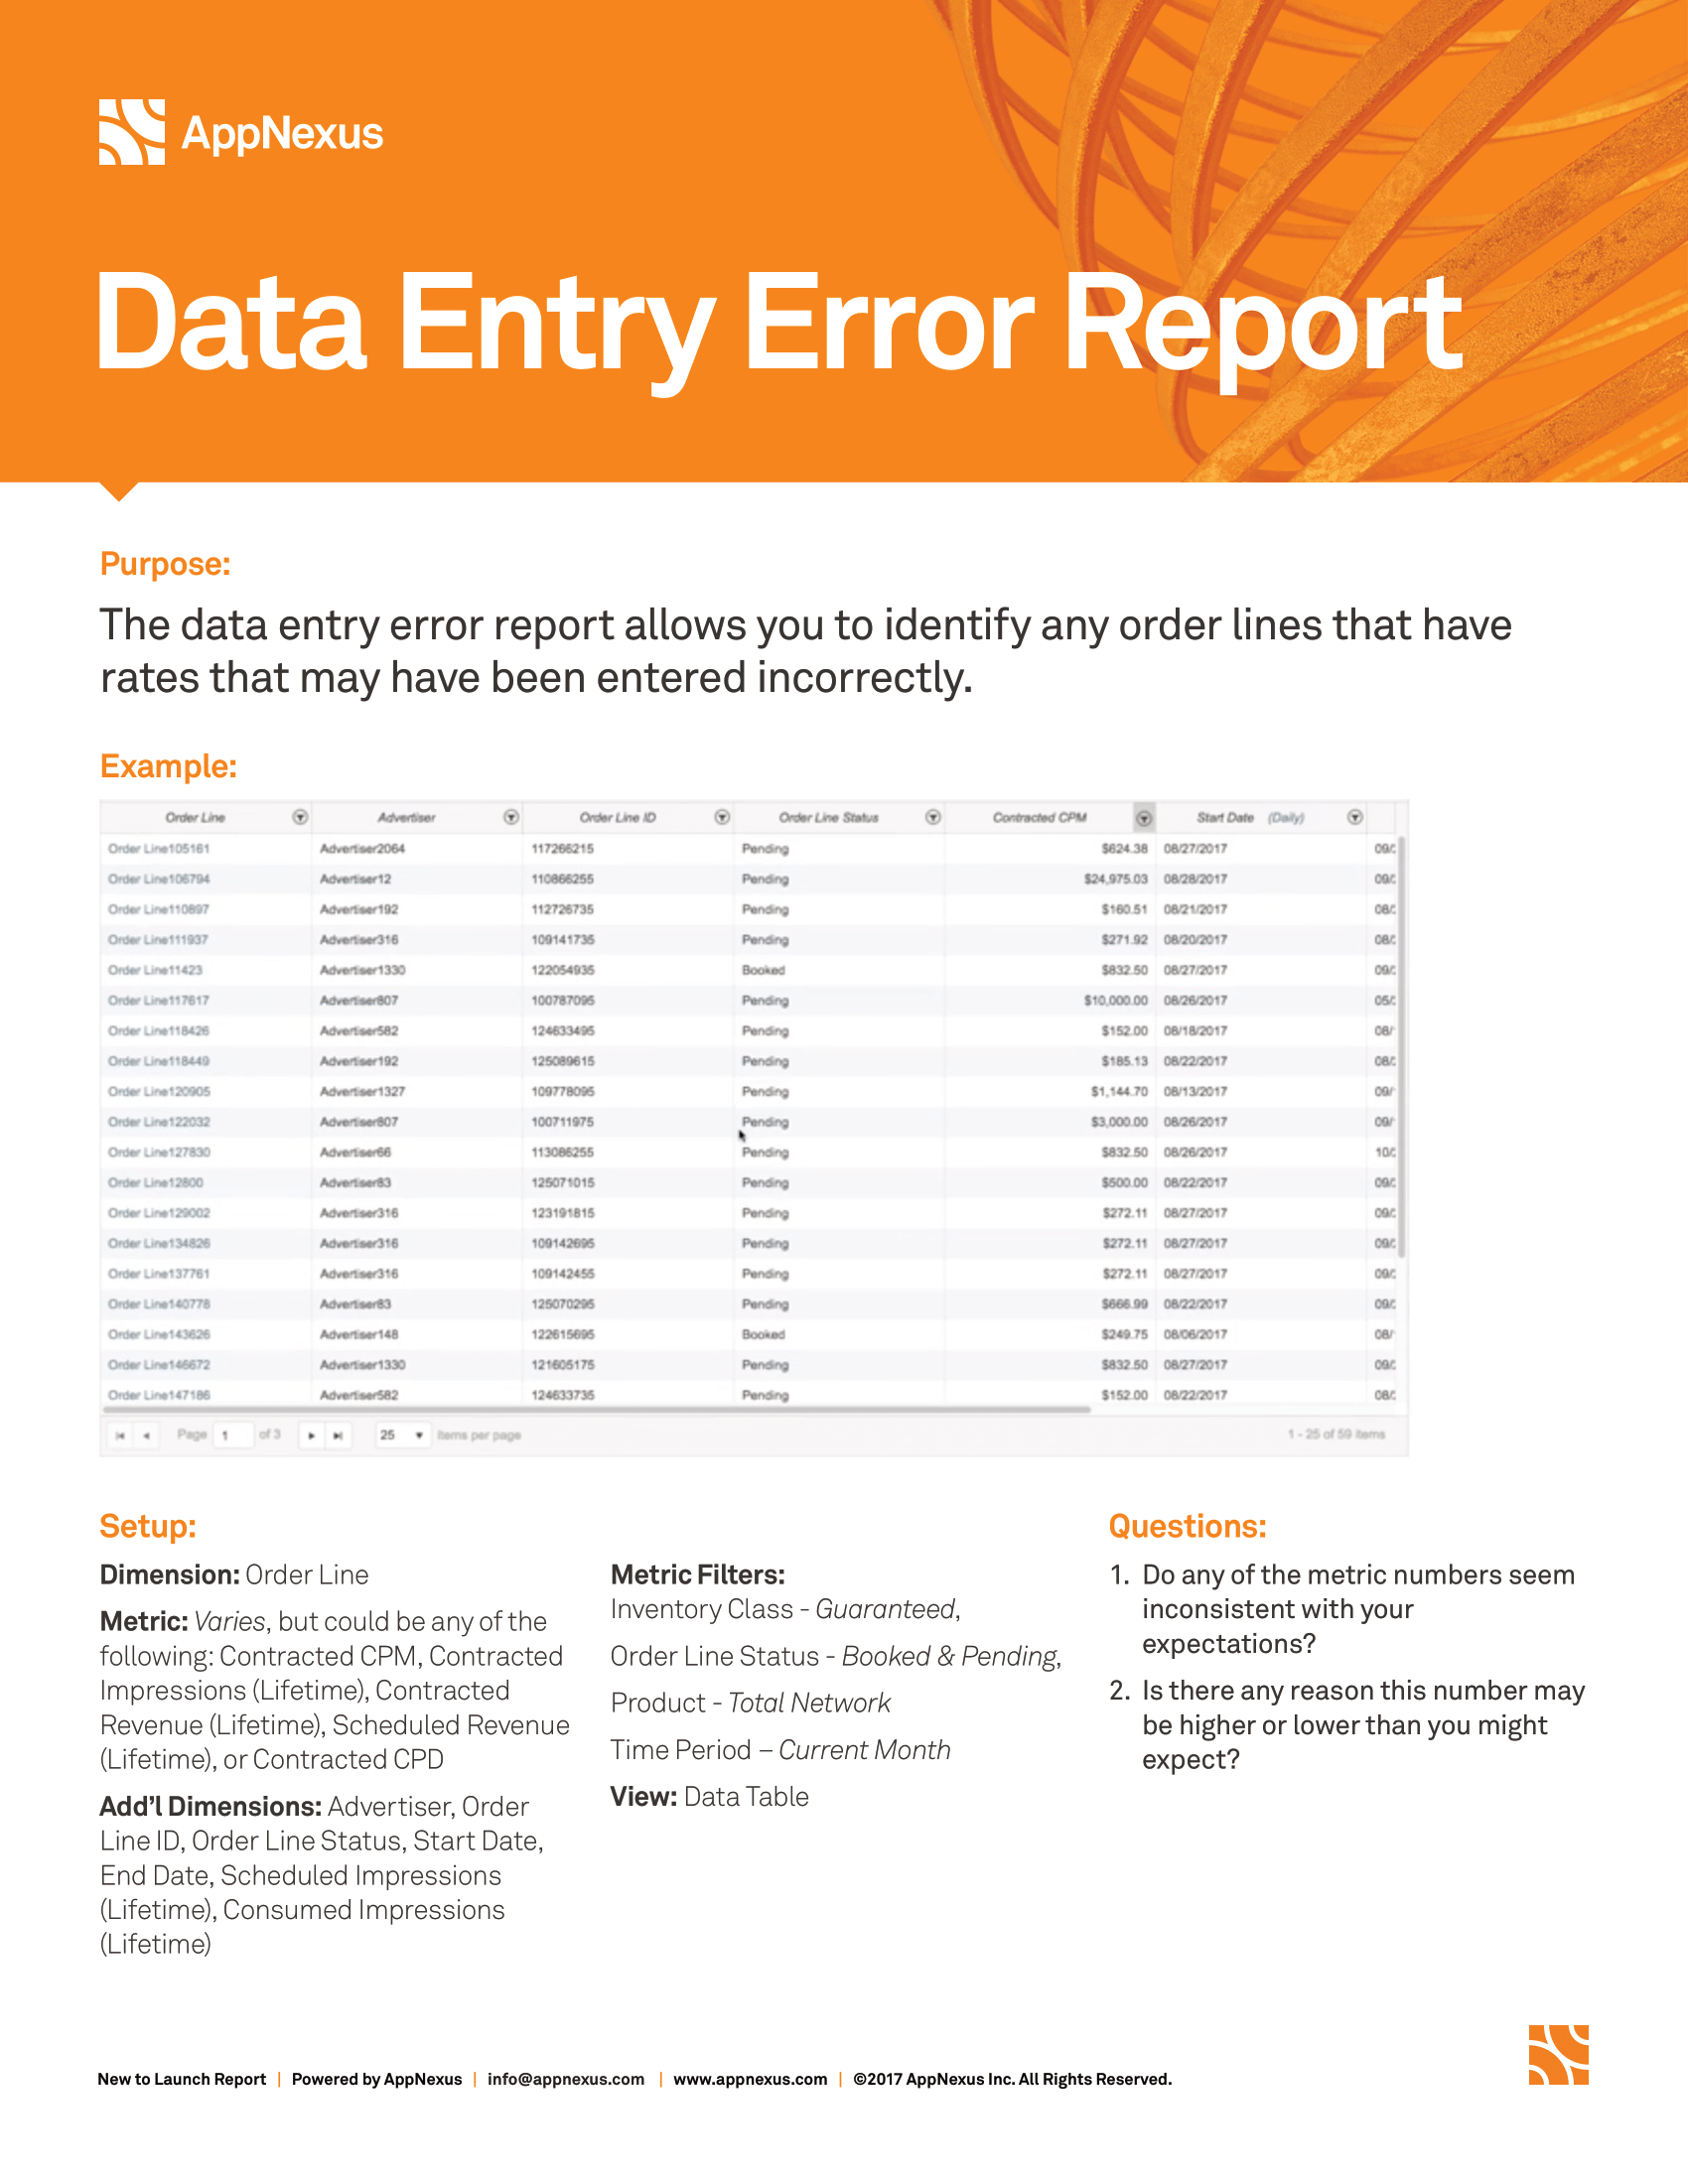 AppNexus
Data Entry Error Report
Purpose:
The data entry error report allows you to identify any order lines that have
rates that may have been entered incorrectly.
Example:
Order Line Advertiser Order Line ID Order Line Status Contracted CPM Start Date (Daily)
Order Line105161 Advertiser2064 117266215 Pending $624.38 08/27/2017
Order Line106794 Advertiser12 110866255 Pending $24,975.03 08/28/2017
Order Line110897 Advertiser192 112726735 Pending $160.51 08/21/2017
Order Line111937 Advertiser316 109141735 Pending $271.92 08/20/2017
Order Line11423 Advertiser1330 122054935 Booked $832.50 08/27/2017
Order Line117617 Advertiser807 100787095 Pending $10,000.00 08/26/2017
Order Line118426 Advertiser582 124633495 Pending $152.00 08/18/2017
Order Line118449 Advertiser192 125089615 Pending $185.13 08/22/2017
Order Line120905 Advertiser1327 109778095 Pending $1,144.70 08/13/2017
Order Line122032 Advertiser807 100711975 Pending $3,000.00 08/26/2017
Order Line127830 Advertiser66 113086255 Pending $832.50 08/26/2017
Order Line12800 Advertiser83 125071015 Pending $500.00 08/22/2017
Order Line129002 Advertiser316 123191815 Pending $272.11 08/27/2017
Order Line134826 Advertiser316 109142695 Pending $272.11 08/27/2017
Order Line137761 Advertiser316 109142455 Pending $272.11 08/27/2017
Order Line140778 Advertiser83 125070295 Pending $666.99 08/22/2017
Order Line143626 Advertiser148 122615695 Booked $249.75 08/06/2017
Order Line146672 Advertiser1330 121605175 Pending $832.50 08/27/2017
Order Line147186 Advertiser582 124633735 Pending $152.00 08/22/2017
Page 1 of 3 25 items per page 1 - 25 of 59 items
Setup:
Dimension: Order Line
Metric: Varies, but could be any of the
following: Contracted CPM, Contracted
Impressions (Lifetime), Contracted
Revenue (Lifetime), Scheduled Revenue
(Lifetime), or Contracted CPD
Add'l Dimensions: Advertiser, Order
Line ID, Order Line Status, Start Date,
End Date, Scheduled Impressions
(Lifetime), Consumed Impressions
(Lifetime)
Metric Filters:
Inventory Class - Guaranteed,
Order Line Status - Booked & Pending,
Product - Total Network
Time Period – Current Month
View: Data Table
Questions:
1. Do any of the metric numbers seem
inconsistent with your
expectations?
2. Is there any reason this number may
be higher or lower than you might
expect?
New to Launch Report | Powered by AppNexus | info@appnexus.com | www.appnexus.com | ©2017 AppNexus Inc. All Rights Reserved.